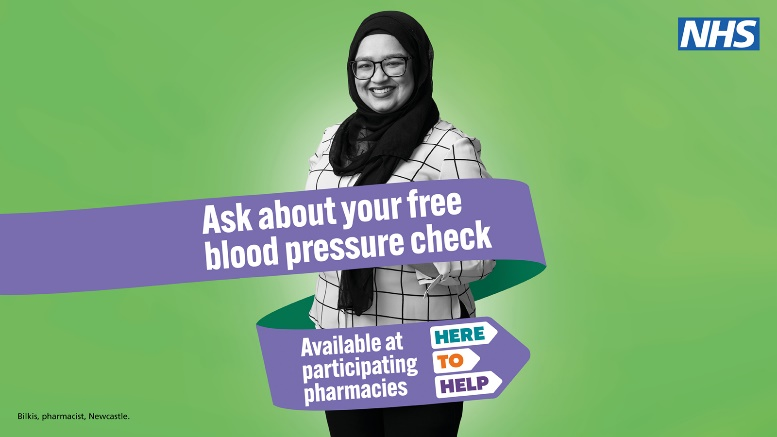 NHS
Ask about your free
blood pressure check
Available at
participating
pharmacies
HERE
TO
HELP
Bilkis, pharmacist, Newcastle.